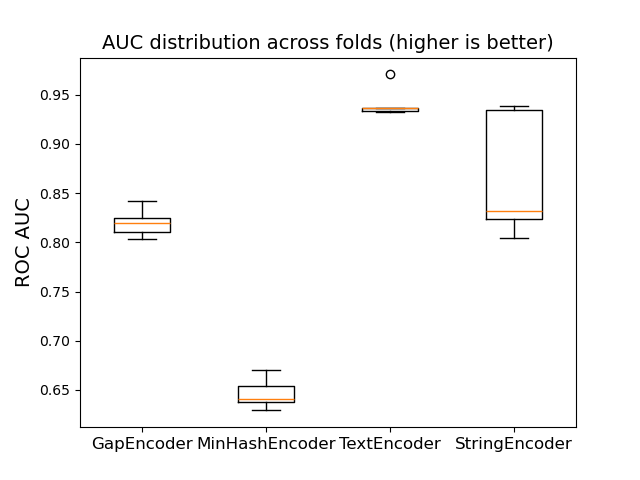 AUC distribution across folds (higher is better)
ROC AUC
0.95
0.90
0.85
0.80
0.75
0.70
0.65
GapEncoder MinHashEncoder TextEncoder StringEncoder